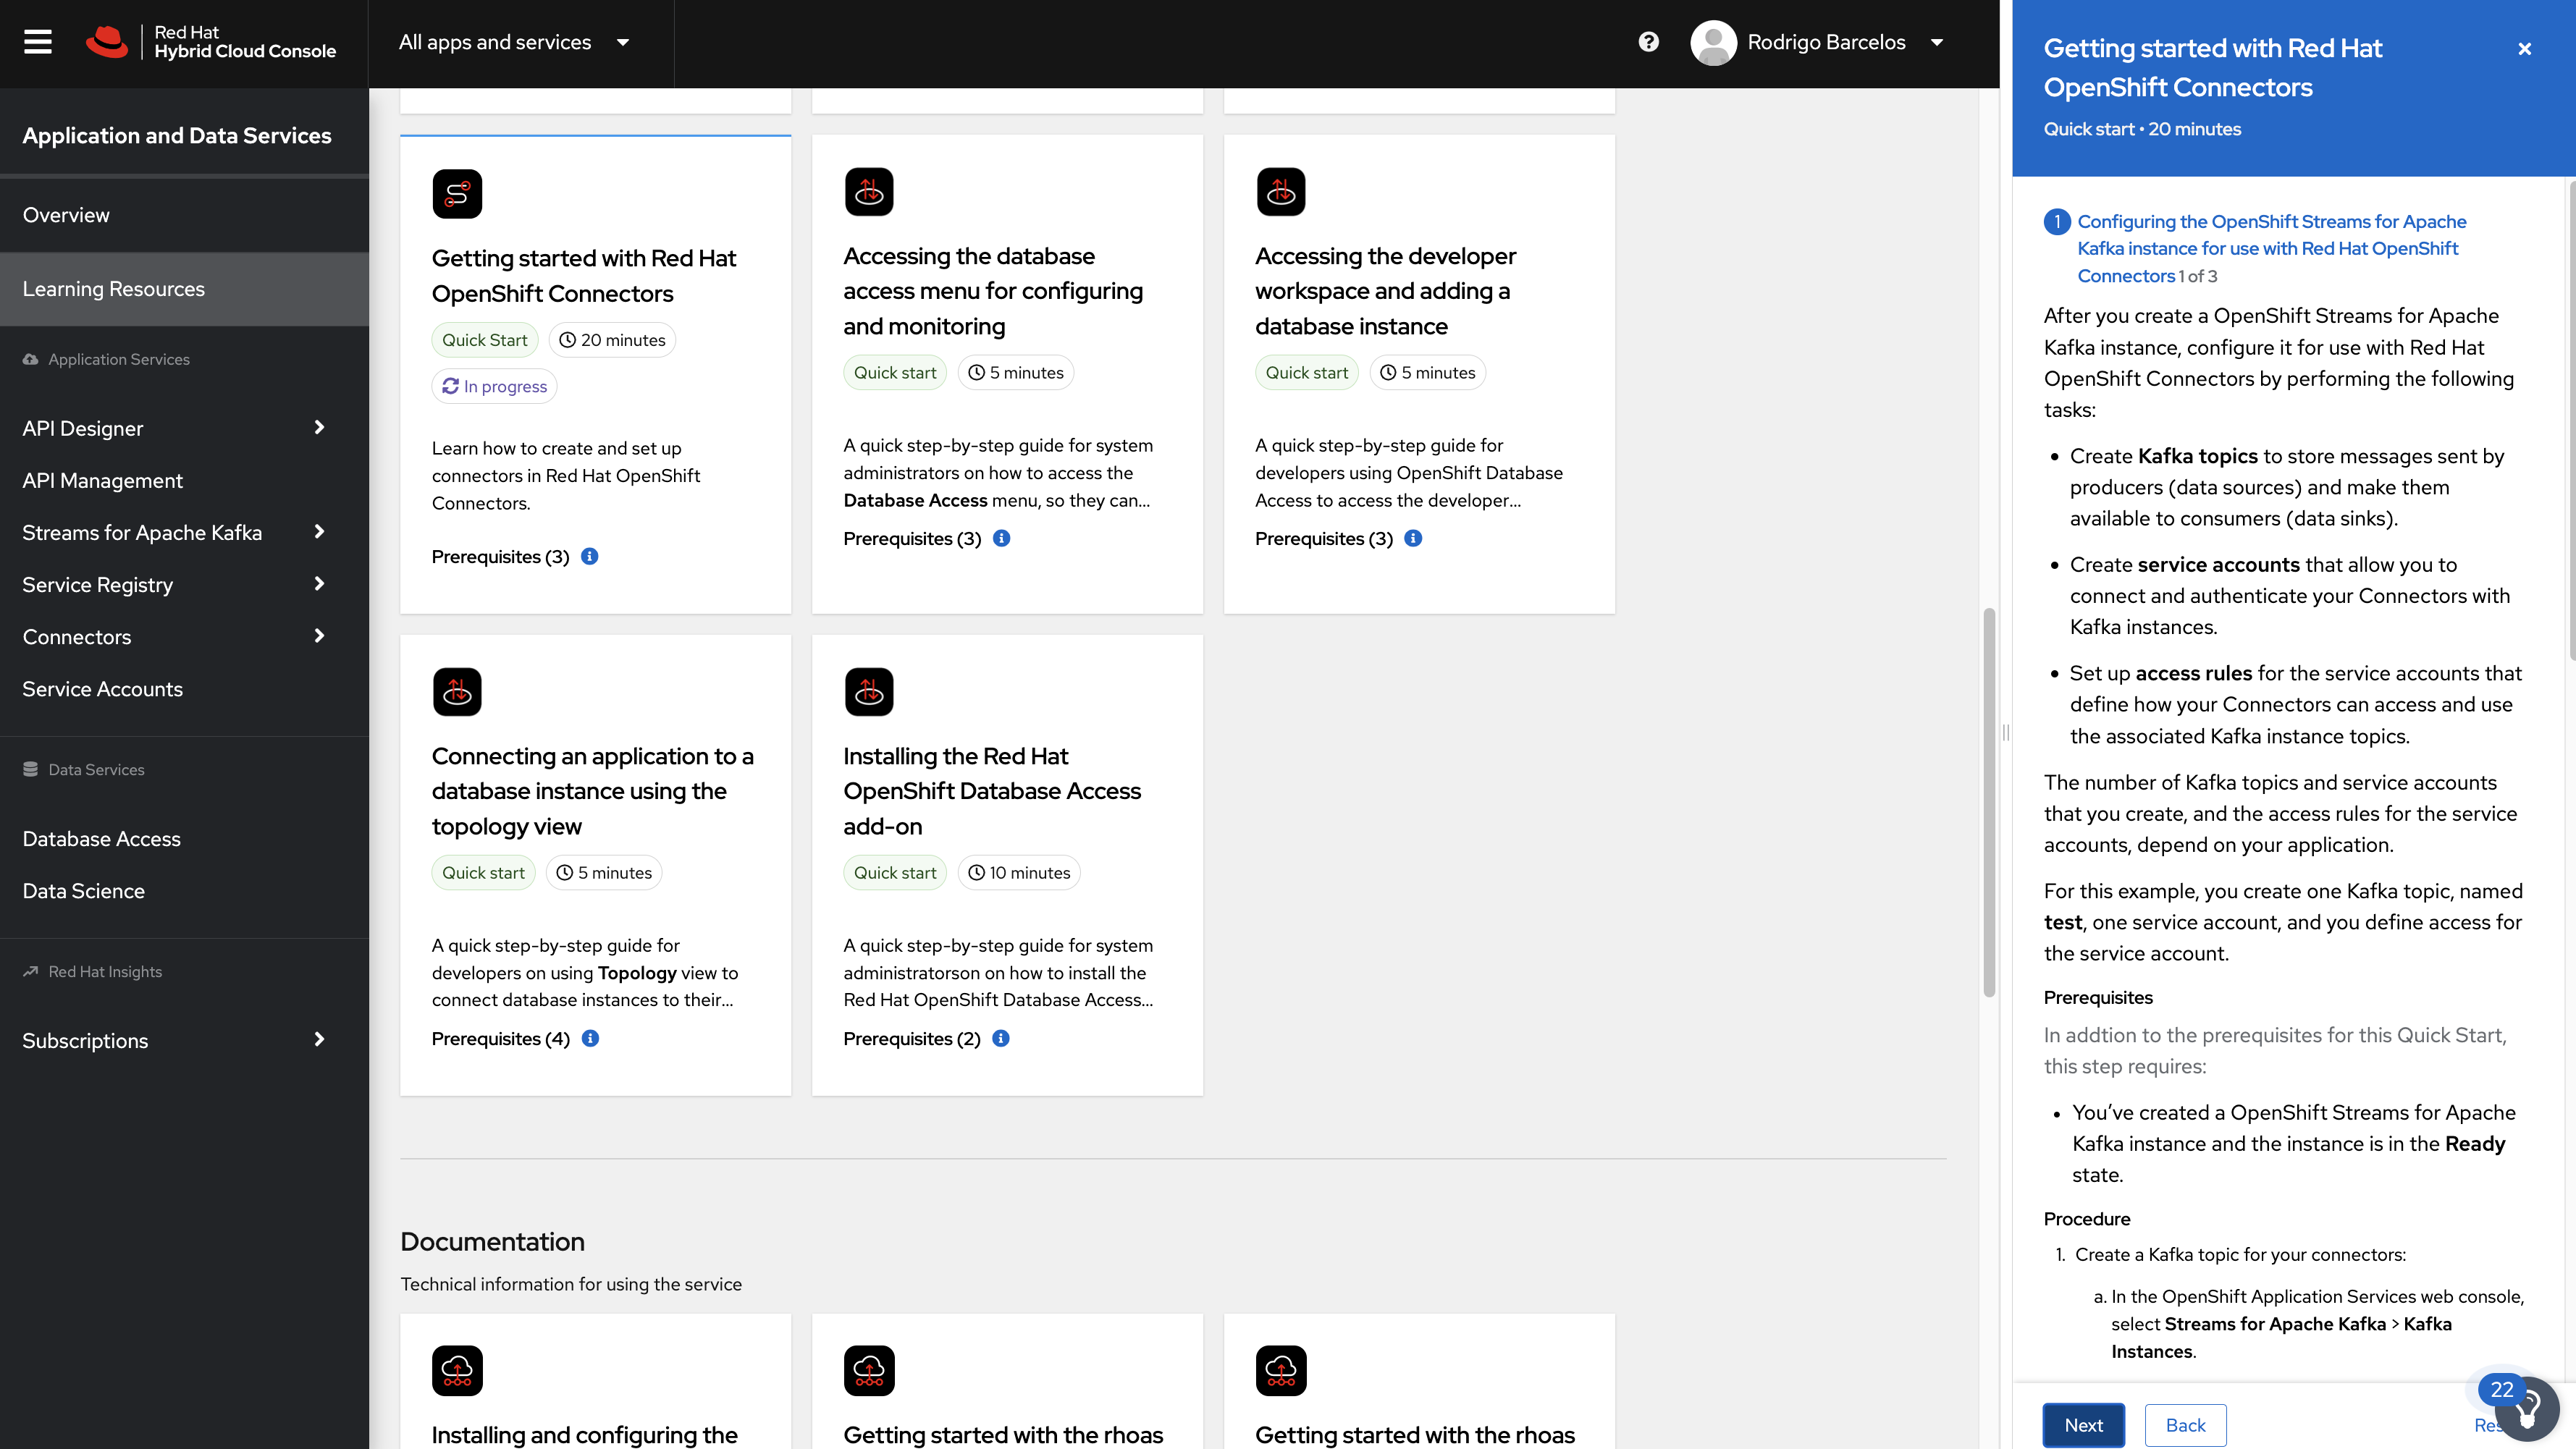 Red Hat
Hybrid Cloud Console
All apps and services
Rodrigo Barcelos
Application and Data Services
Overview
Learning Resources
Application Services
API Designer
API Management
Streams for Apache Kafka
Service Registry
Connectors
Service Accounts
Data Services
Database Access
Data Science
Red Hat Insights
Subscriptions
Getting started with Red Hat
OpenShift Connectors
Quick Start
20 minutes
In progress
Learn how to create and set up
connectors in Red Hat OpenShift
Connectors.
Prerequisites (3)
Accessing the database
access menu for configuring
and monitoring
Quick start
5 minutes
A quick step-by-step guide for system
administrators on how to access the
Database Access menu, so they can...
Prerequisites (3)
Accessing the developer
workspace and adding a
database instance
Quick start
5 minutes
A quick step-by-step guide for
developers using OpenShift Database
Access to access the developer...
Prerequisites (3)
Connecting an application to a
database instance using the
topology view
Quick start
5 minutes
A quick step-by-step guide for
developers on using Topology view to
connect database instances to their...
Prerequisites (4)
Installing the Red Hat
OpenShift Database Access
add-on
Quick start
10 minutes
A quick step-by-step guide for system
administratorson on how to install the
Red Hat OpenShift Database Access...
Prerequisites (2)
Documentation
Technical information for using the service
Installing and configuring the
Getting started with the rhoas
Getting started with the rhoas
Getting started with Red Hat
OpenShift Connectors
Quick start • 20 minutes
1 Configuring the OpenShift Streams for Apache
Kafka instance for use with Red Hat OpenShift
Connectors 1 of 3
After you create a OpenShift Streams for Apache
Kafka instance, configure it for use with Red Hat
OpenShift Connectors by performing the following
tasks:
• Create Kafka topics to store messages sent by
producers (data sources) and make them
available to consumers (data sinks).
• Create service accounts that allow you to
connect and authenticate your Connectors with
Kafka instances.
• Set up access rules for the service accounts that
define how your Connectors can access and use
the associated Kafka instance topics.
The number of Kafka topics and service accounts
that you create, and the access rules for the service
accounts, depend on your application.
For this example, you create one Kafka topic, named
test, one service account, and you define access for
the service account.
Prerequisites
In addtion to the prerequisites for this Quick Start,
this step requires:
• You've created a OpenShift Streams for Apache
Kafka instance and the instance is in the Ready
state.
Procedure
1. Create a Kafka topic for your connectors:
a. In the OpenShift Application Services web console,
select Streams for Apache Kafka > Kafka
Instances.
22
Next
Back